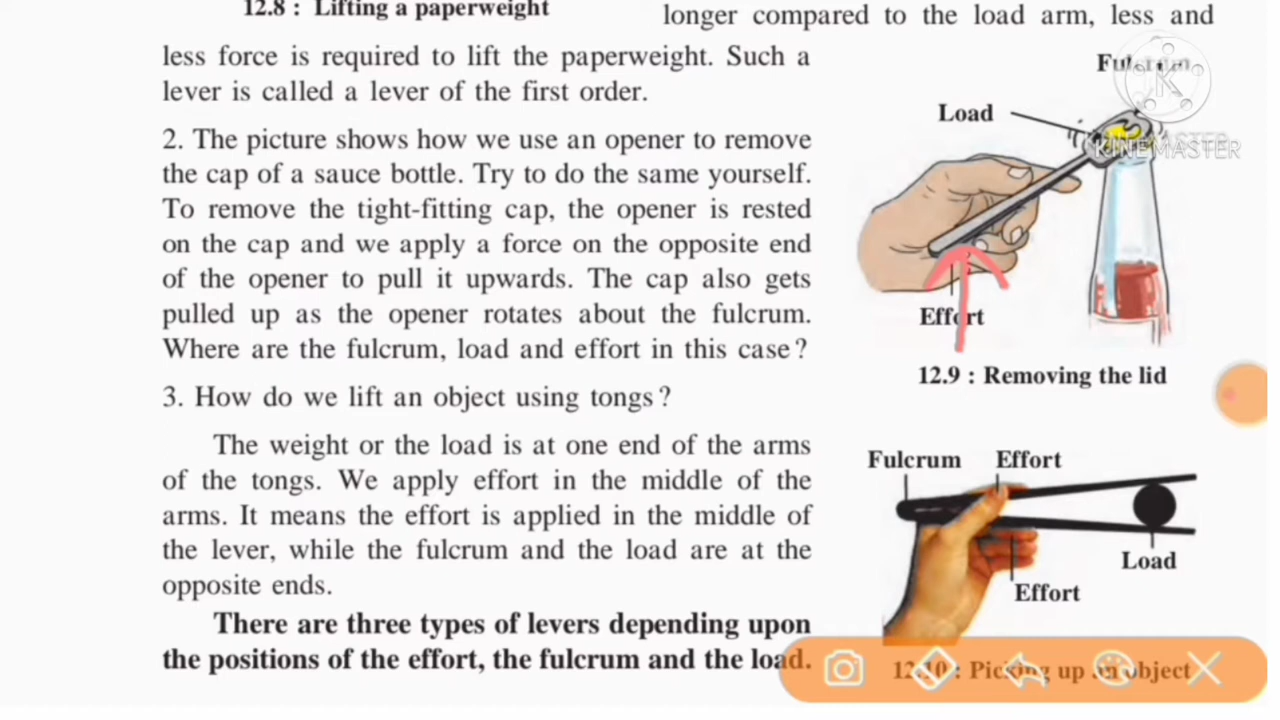 12.8 : Lifting a paperweight
longer compared to the load arm, less and
less force is required to lift the paperweight. Such a
lever is called a lever of the first order.
2. The picture shows how we use an opener to remove
the cap of a sauce bottle. Try to do the same yourself.
To remove the tight-fitting cap, the opener is rested
on the cap and we apply a force on the opposite end
of the opener to pull it upwards. The cap also gets
pulled up as the opener rotates about the fulcrum.
Where are the fulcrum, load and effort in this case?
3. How do we lift an object using tongs?
The weight or the load is at one end of the arms
of the tongs. We apply effort in the middle of the
arms. It means the effort is applied in the middle of
the lever, while the fulcrum and the load are at the
opposite ends.
There are three types of levers depending upon
the positions of the effort, the fulcrum and the load.
Fulcrum
K
KINEMASTER
Load
Effort
12.9 : Removing the lid
Fulcrum Effort
Load
Effort
12.10 : Picking up an object